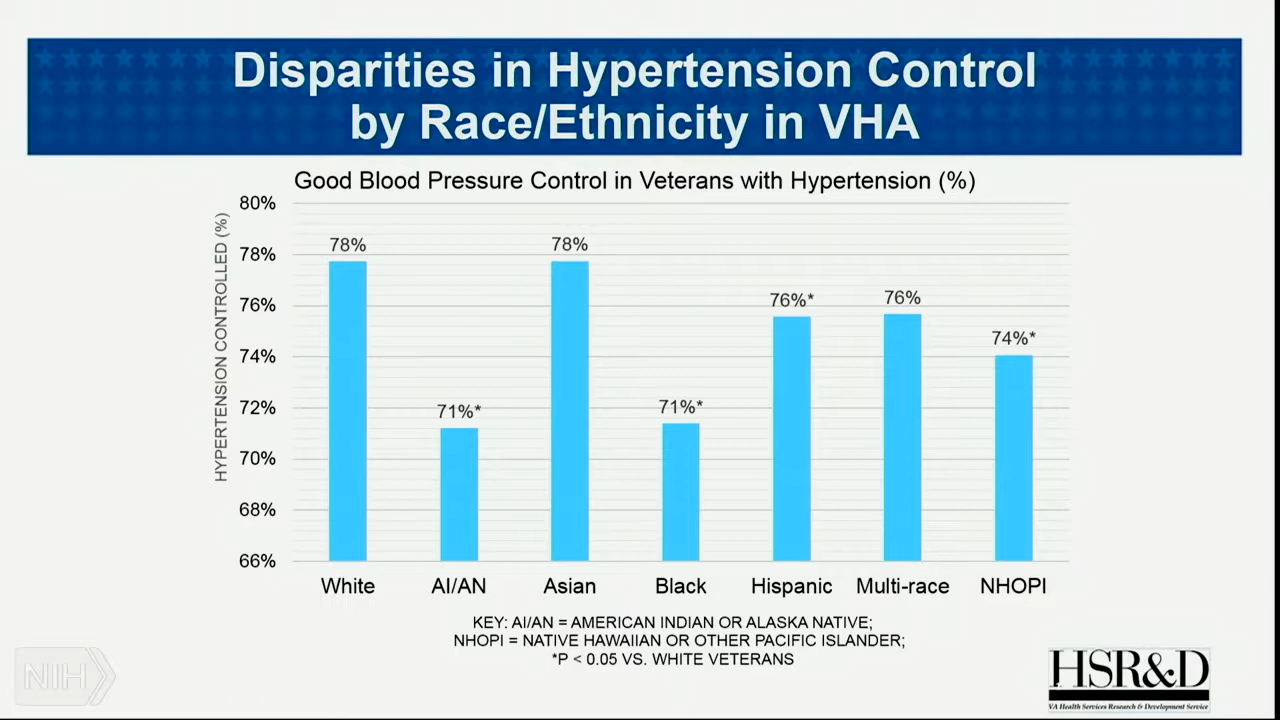 Disparities in Hypertension Control
by Race/Ethnicity in VHA
Good Blood Pressure Control in Veterans with Hypertension (%)
HYPERTENSION CONTROLLED (%)
80%
78%
76%
74%
72%
70%
68%
66%
78%
71%*
78%
71%*
76%*
76%
74%*
White AI/AN Asian Black Hispanic Multi-race NHOPI
KEY: AI/AN = AMERICAN INDIAN OR ALASKA NATIVE;
NHOPI = NATIVE HAWAIIAN OR OTHER PACIFIC ISLANDER;
*P < 0.05 VS. WHITE VETERANS
NIH
HSR&D
VA Health Services Research & Development Service